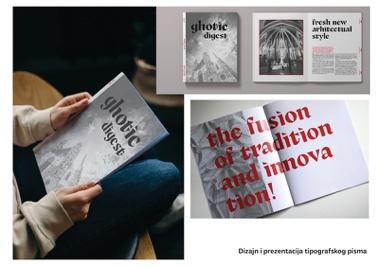 ghotic
digest
ghotic
digest
fresh new
arhitectual
style
the fusion
of tradition
and innova
tion!
Dizajn i prezentacija tipografskog pisma